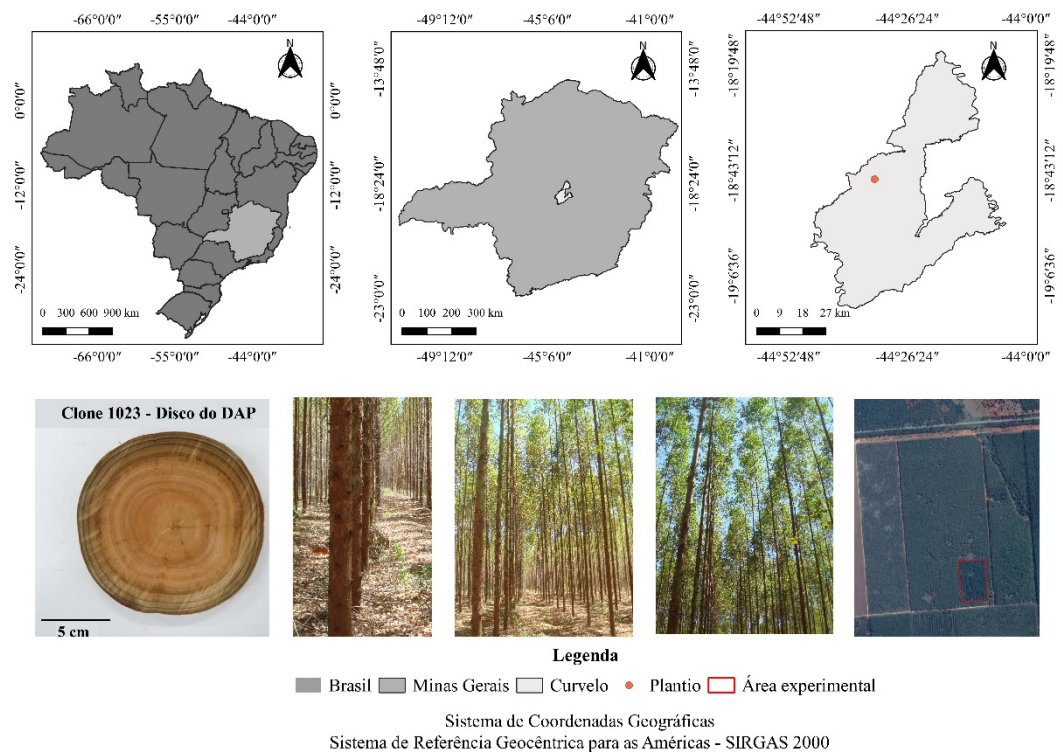 -66°0′0″ -55°0′0″ -44°0′0″
N
0°0′0″
-12°0′0″
-24°0′0″
0°0′0″
-12°0′0″
-24°0′0″
0 300 600 900 km
-66°0′0″ -55°0′0″ -44°0′0″
-49°12′0″ -45°6′0″ -41°0′0″
N
-13°48′0″
-18°24′0″
-23°0′0″
-13°48′0″
-18°24′0″
-23°0′0″
0 100 200 300 km
-49°12′0″ -45°6′0″ -41°0′0″
-44°52′48″ -44°26′24″ -44°0′0″
N
-18°19′48″
-18°43′12″
-19°6′36″
-18°19′48″
-18°43′12″
-19°6′36″
0 9 18 27 km
-44°52′48″ -44°26′24″ -44°0′0″
Clone 1023 - Disco do DAP
5 cm
Legenda
Brasil Minas Gerais Curvelo Plantio Área experimental
Sistema de Coordenadas Geográficas
Sistema de Referência Geocêntrica para as Américas - SIRGAS 2000